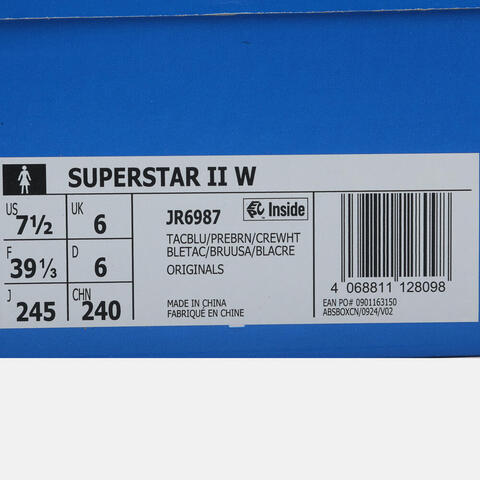 SUPERSTAR II W
US 7½ UK 6
F 39⅓ D 6
J 245 CHN 240
JR6987
Inside
TACBLU/PREBRN/CREWHT
BLETAC/BRUUSA/BLACRE
ORIGINALS
MADE IN CHINA
FABRIQUÉ EN CHINE
4 068811 128098
EAN PO# 0901163150
ABSBOXCN/0924/V02